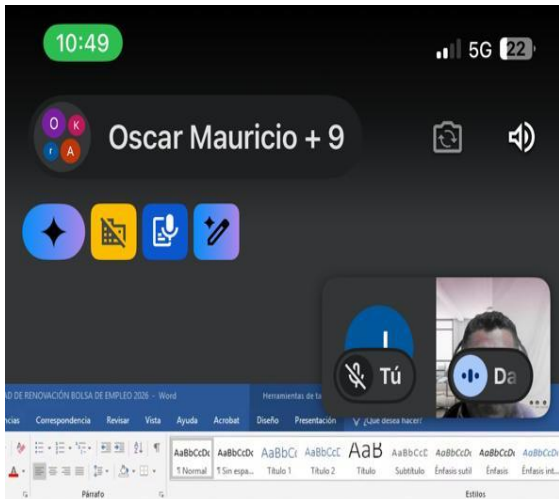 10:49
5G 22
O K
r A
Oscar Mauricio + 9
Tú
Da
AD DE RENOVACIÓN BOLSA DE EMPLEO 2026 - Word Herramientas de ta
ncias Correspondencia Revisar Vista Ayuda Acrobat Diseño Presentación ¿Qué desea hacer?
AaBbCcDc AaBbCcDc AaBbCc AaBbCcC AaB AaBbCcC AaBbCcDc AaBbCcDc AaBbCcDc
¶ Normal ¶ Sin espa... Título 1 Título 2 Título Subtítulo Énfasis sutil Énfasis Énfasis int...
Párrafo Estilos